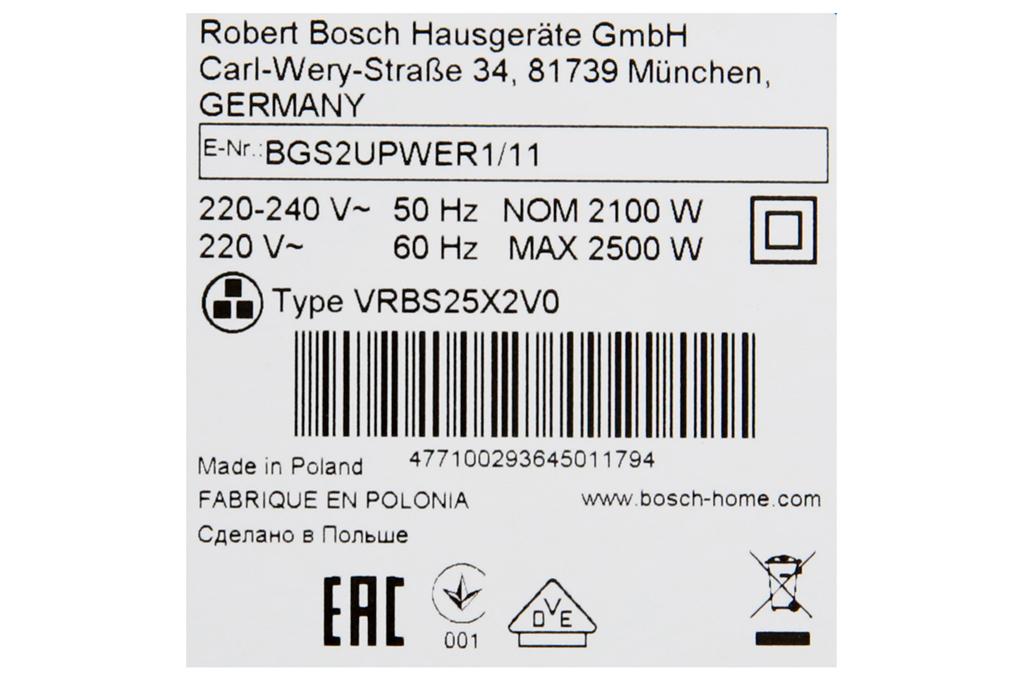 Robert Bosch Hausgeräte GmbH
Carl-Wery-Straße 34, 81739 München,
GERMANY
E-Nr.: BGS2UPWER1/11
220-240 V~ 50 Hz NOM 2100 W
220 V~ 60 Hz MAX 2500 W
Type VRBS25X2V0
477100293645011794
Made in Poland
FABRIQUE EN POLONIA
www.bosch-home.com
Сделано в Польше
EAC
001
DVE